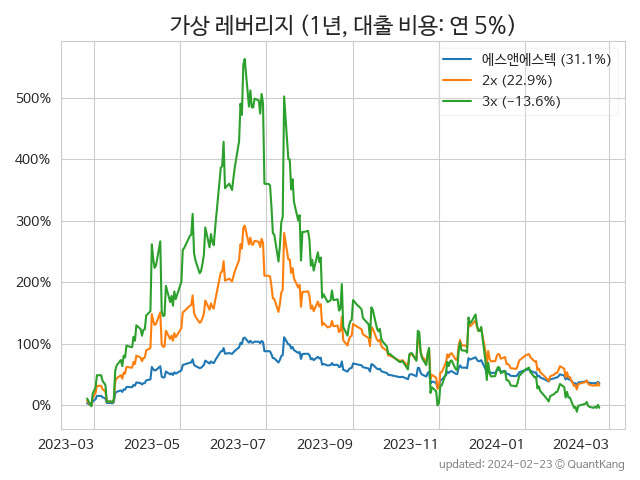 가상 레버리지 (1년, 대출 비용: 연 5%)
에스앤에스텍 (31.1%)
2x (22.9%)
3x (−13.6%)
500%
400%
300%
200%
100%
0%
2023-03 2023-05 2023-07 2023-09 2023-11 2024-01 2024-03
updated: 2024-02-23 © QuantKang